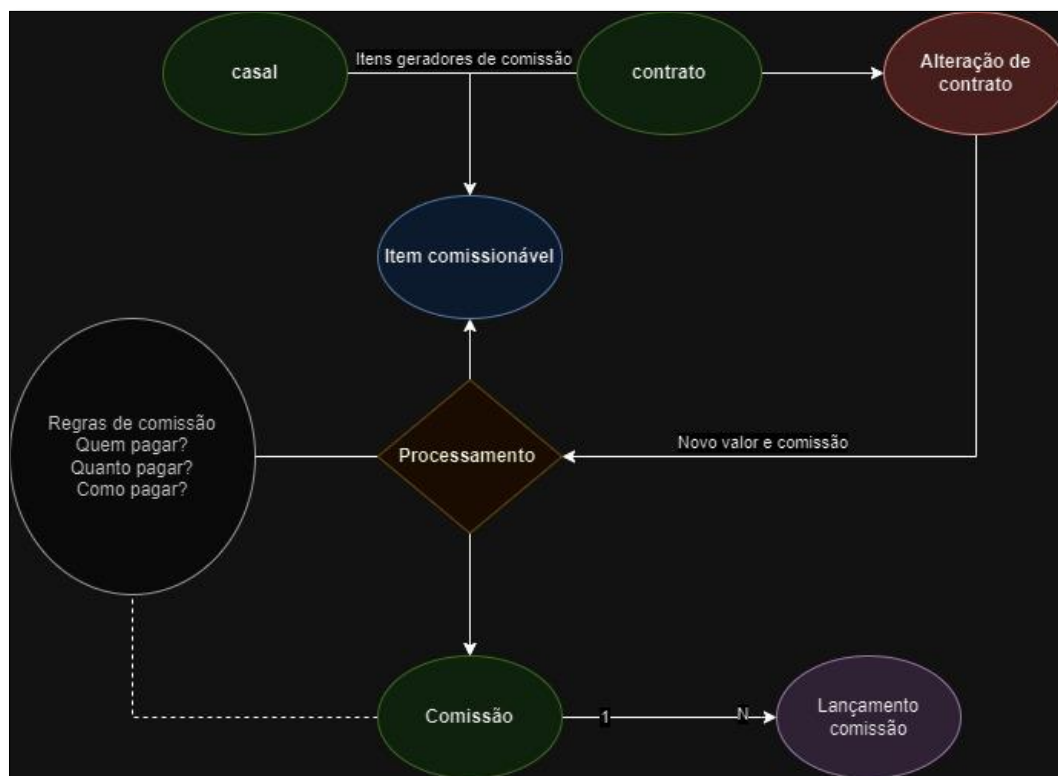 casal
Itens geradores de comissão
contrato
Alteração de
contrato
Item comissionável
Regras de comissão
Quem pagar?
Quanto pagar?
Como pagar?
Processamento
Novo valor e comissão
Comissão
1
N
Lançamento
comissão